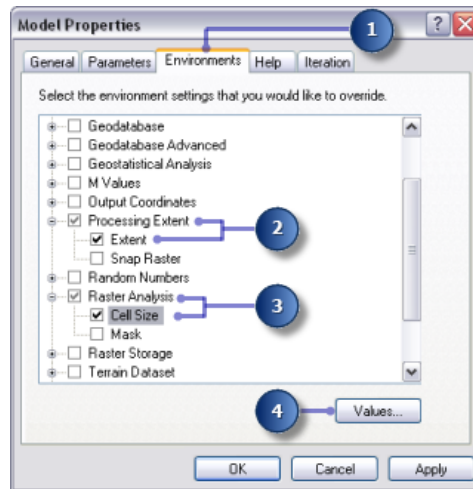 Model Properties
?
1
General Parameters Environments Help Iteration
Select the environment settings that you would like to override.
Geodatabase
Geodatabase Advanced
Geostatistical Analysis
M Values
Output Coordinates
Processing Extent
Extent
2
Snap Raster
Random Numbers
Raster Analysis
Cell Size
3
Mask
Raster Storage
Terrain Dataset
4
Values...
OK Cancel Apply